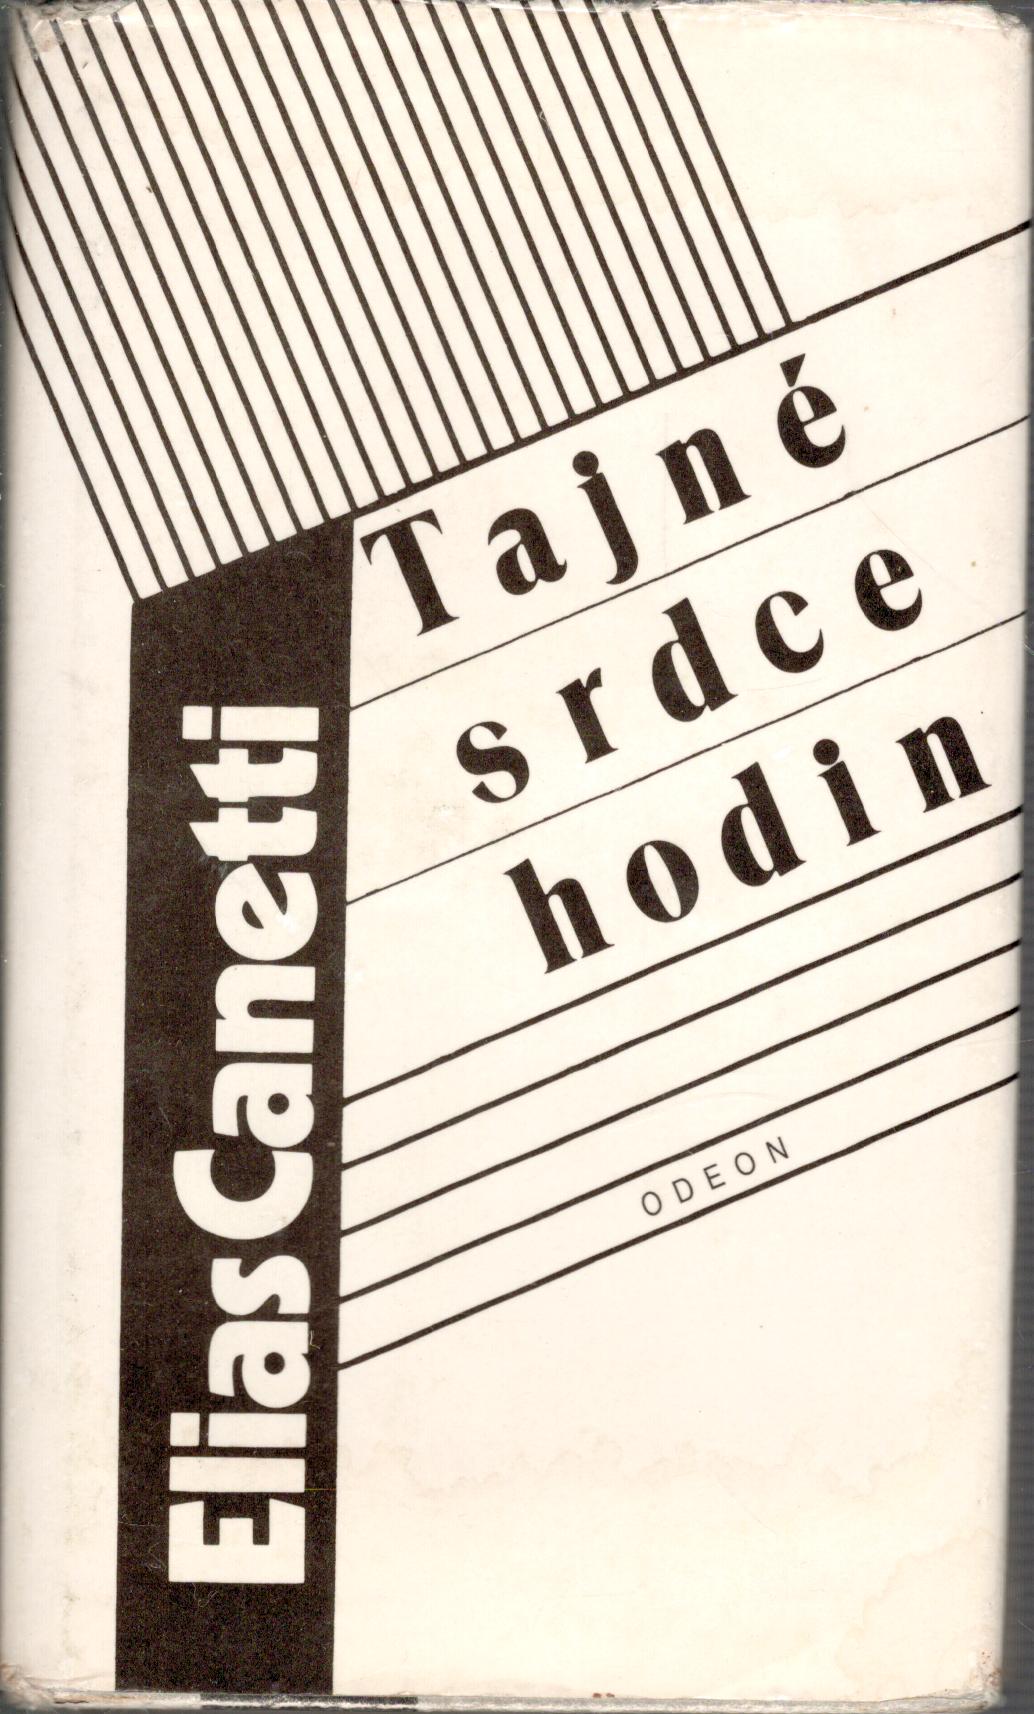 Tajné
srdce
hodin
Elias Canetti
ODEON